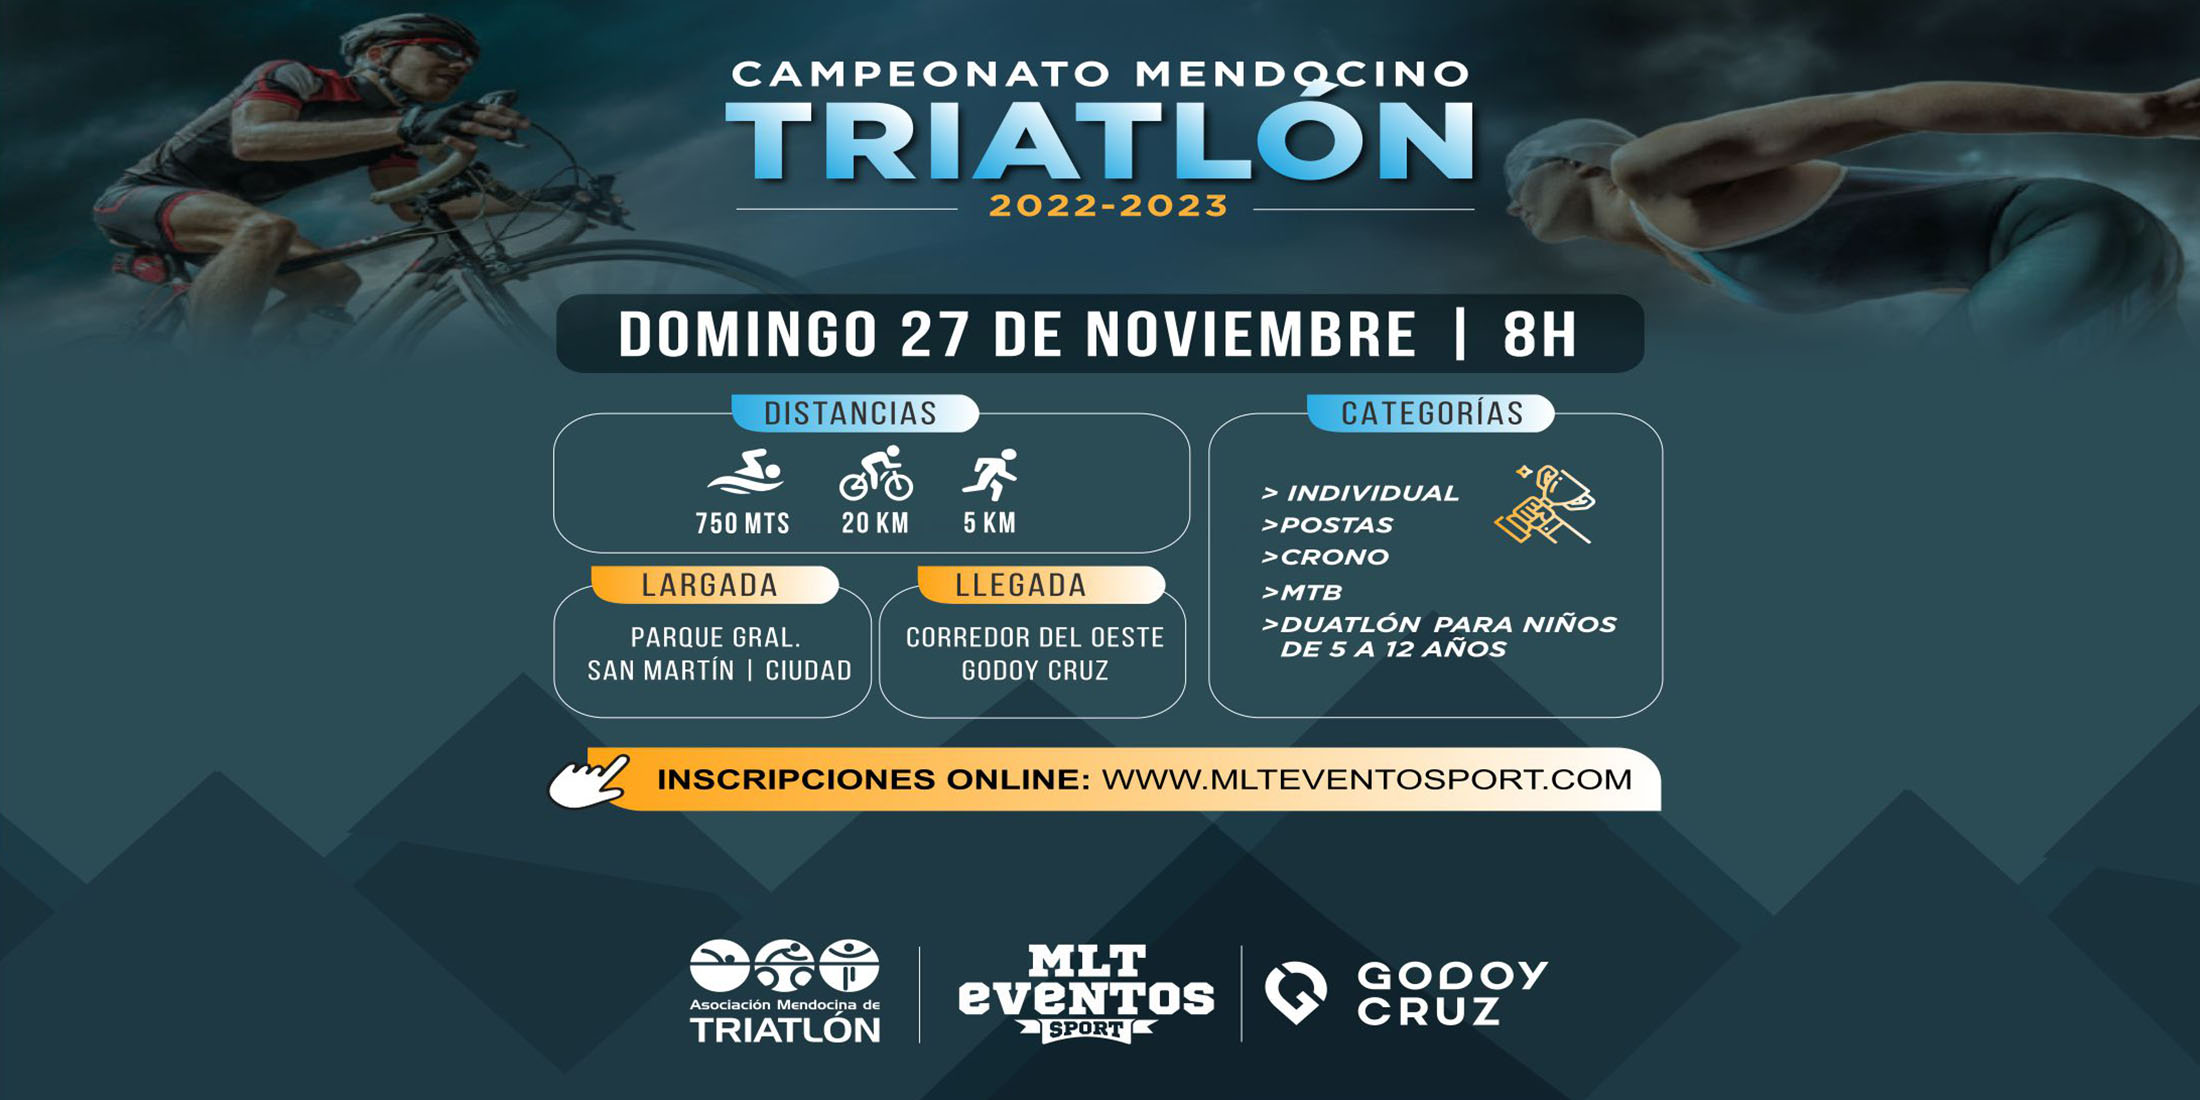 CAMPEONATO MENDOCINO
TRIATLÓN
2022-2023
DOMINGO 27 DE NOVIEMBRE | 8H
DISTANCIAS
750 MTS
20 KM
5 KM
CATEGORÍAS
> INDIVIDUAL
>POSTAS
>CRONO
>MTB
>DUATLÓN PARA NIÑOS
DE 5 A 12 AÑOS
LARGADA
PARQUE GRAL.
SAN MARTÍN | CIUDAD
LLEGADA
CORREDOR DEL OESTE
GODOY CRUZ
INSCRIPCIONES ONLINE: WWW.MLTEVENTOSPORT.COM
Asociación Mendocina de
TRIATLÓN
MLT
eVeNTOS
SPORT
GODOY
CRUZ